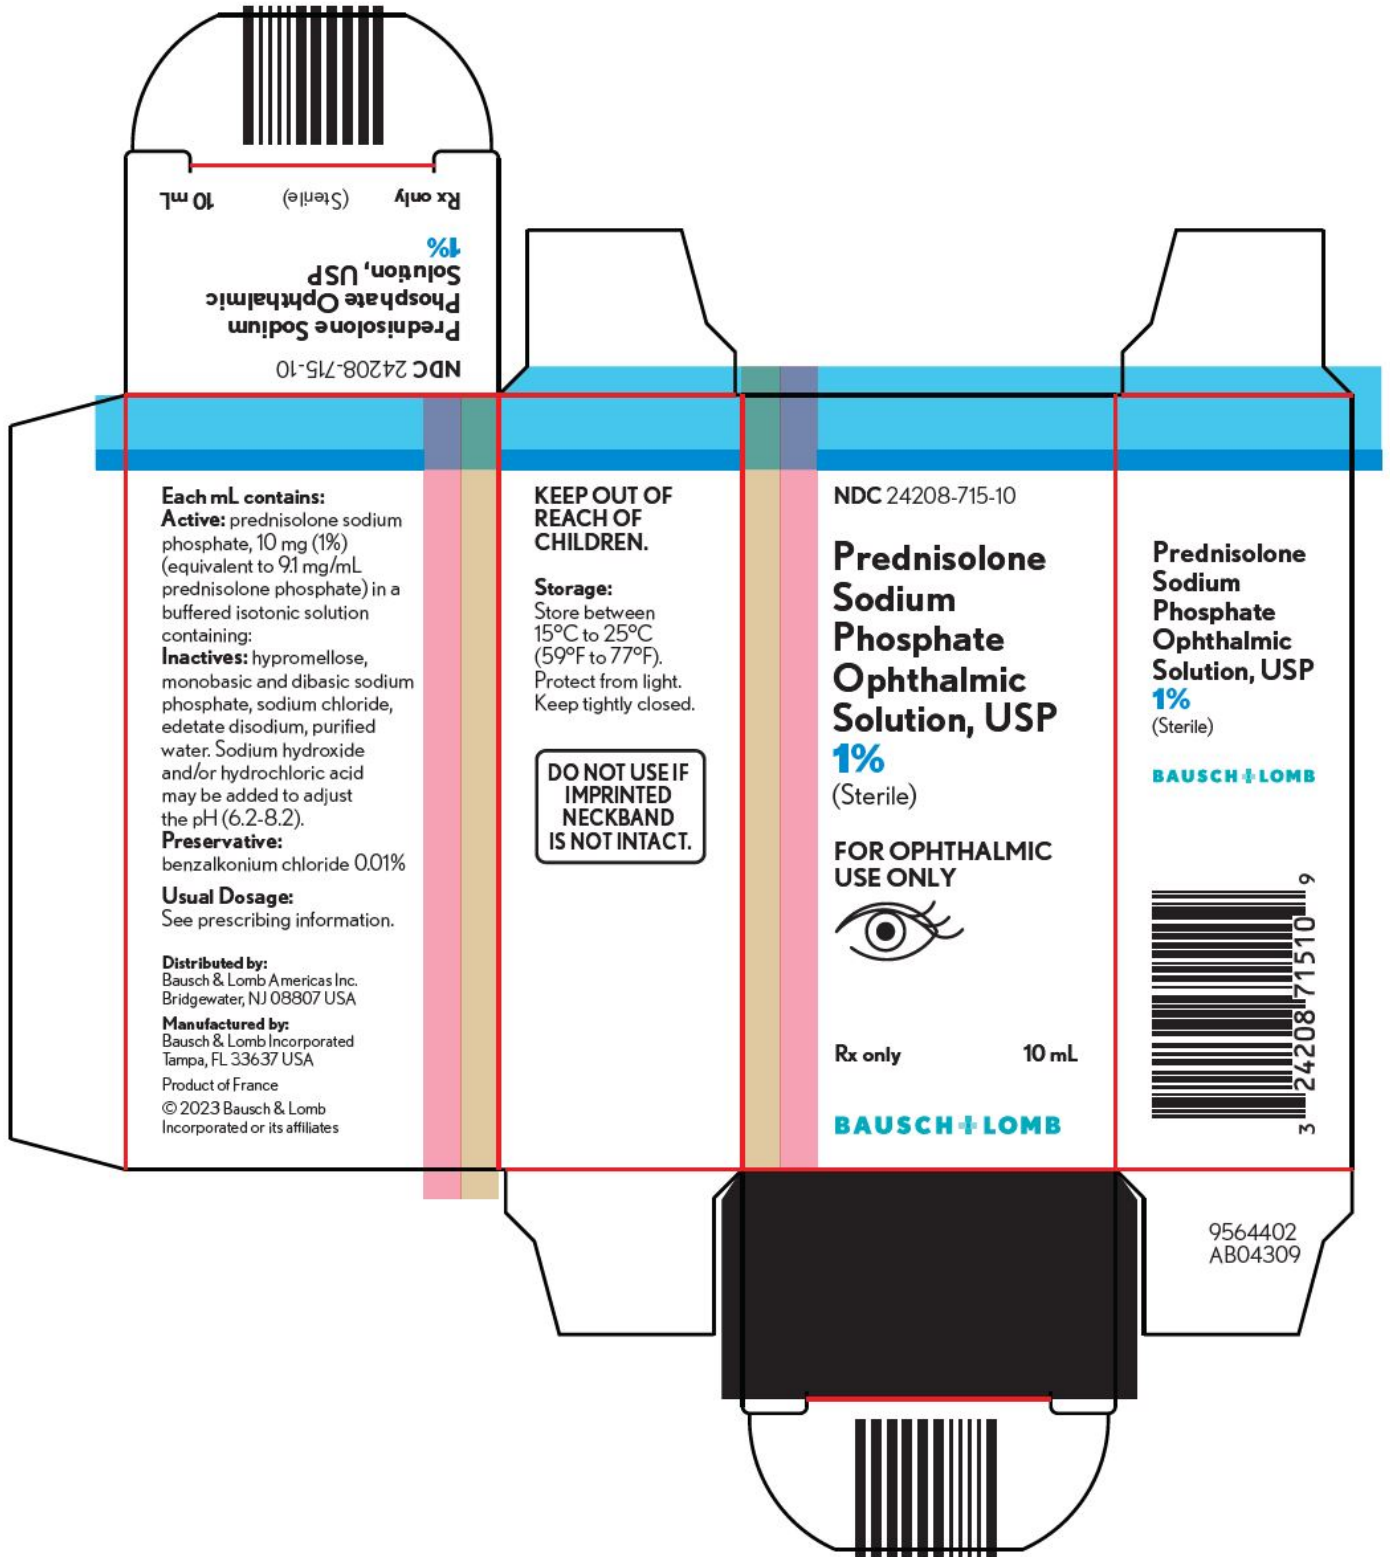 Rx only (Sterile) 10 mL
1%
Solution, USP
Phosphate Ophthalmic
Prednisolone Sodium
NDC 24208-715-10
Each mL contains:
Active: prednisolone sodium
phosphate, 10 mg (1%)
(equivalent to 9.1 mg/mL
prednisolone phosphate) in a
buffered isotonic solution
containing:
Inactives: hypromellose,
monobasic and dibasic sodium
phosphate, sodium chloride,
edetate disodium, purified
water. Sodium hydroxide
and/or hydrochloric acid
may be added to adjust
the pH (6.2-8.2).
Preservative:
benzalkonium chloride 0.01%
Usual Dosage:
See prescribing information.
Distributed by:
Bausch & Lomb Americas Inc.
Bridgewater, NJ 08807 USA
Manufactured by:
Bausch & Lomb Incorporated
Tampa, FL 33637 USA
Product of France
© 2023 Bausch & Lomb
Incorporated or its affiliates
KEEP OUT OF
REACH OF
CHILDREN.
Storage:
Store between
15°C to 25°C
(59°F to 77°F).
Protect from light.
Keep tightly closed.
DO NOT USE IF
IMPRINTED
NECKBAND
IS NOT INTACT.
NDC 24208-715-10
Prednisolone
Sodium
Phosphate
Ophthalmic
Solution, USP
1%
(Sterile)
FOR OPHTHALMIC
USE ONLY
Rx only 10 mL
BAUSCH + LOMB
Prednisolone
Sodium
Phosphate
Ophthalmic
Solution, USP
1%
(Sterile)
BAUSCH + LOMB
3 24208 71510 9
9564402
AB04309